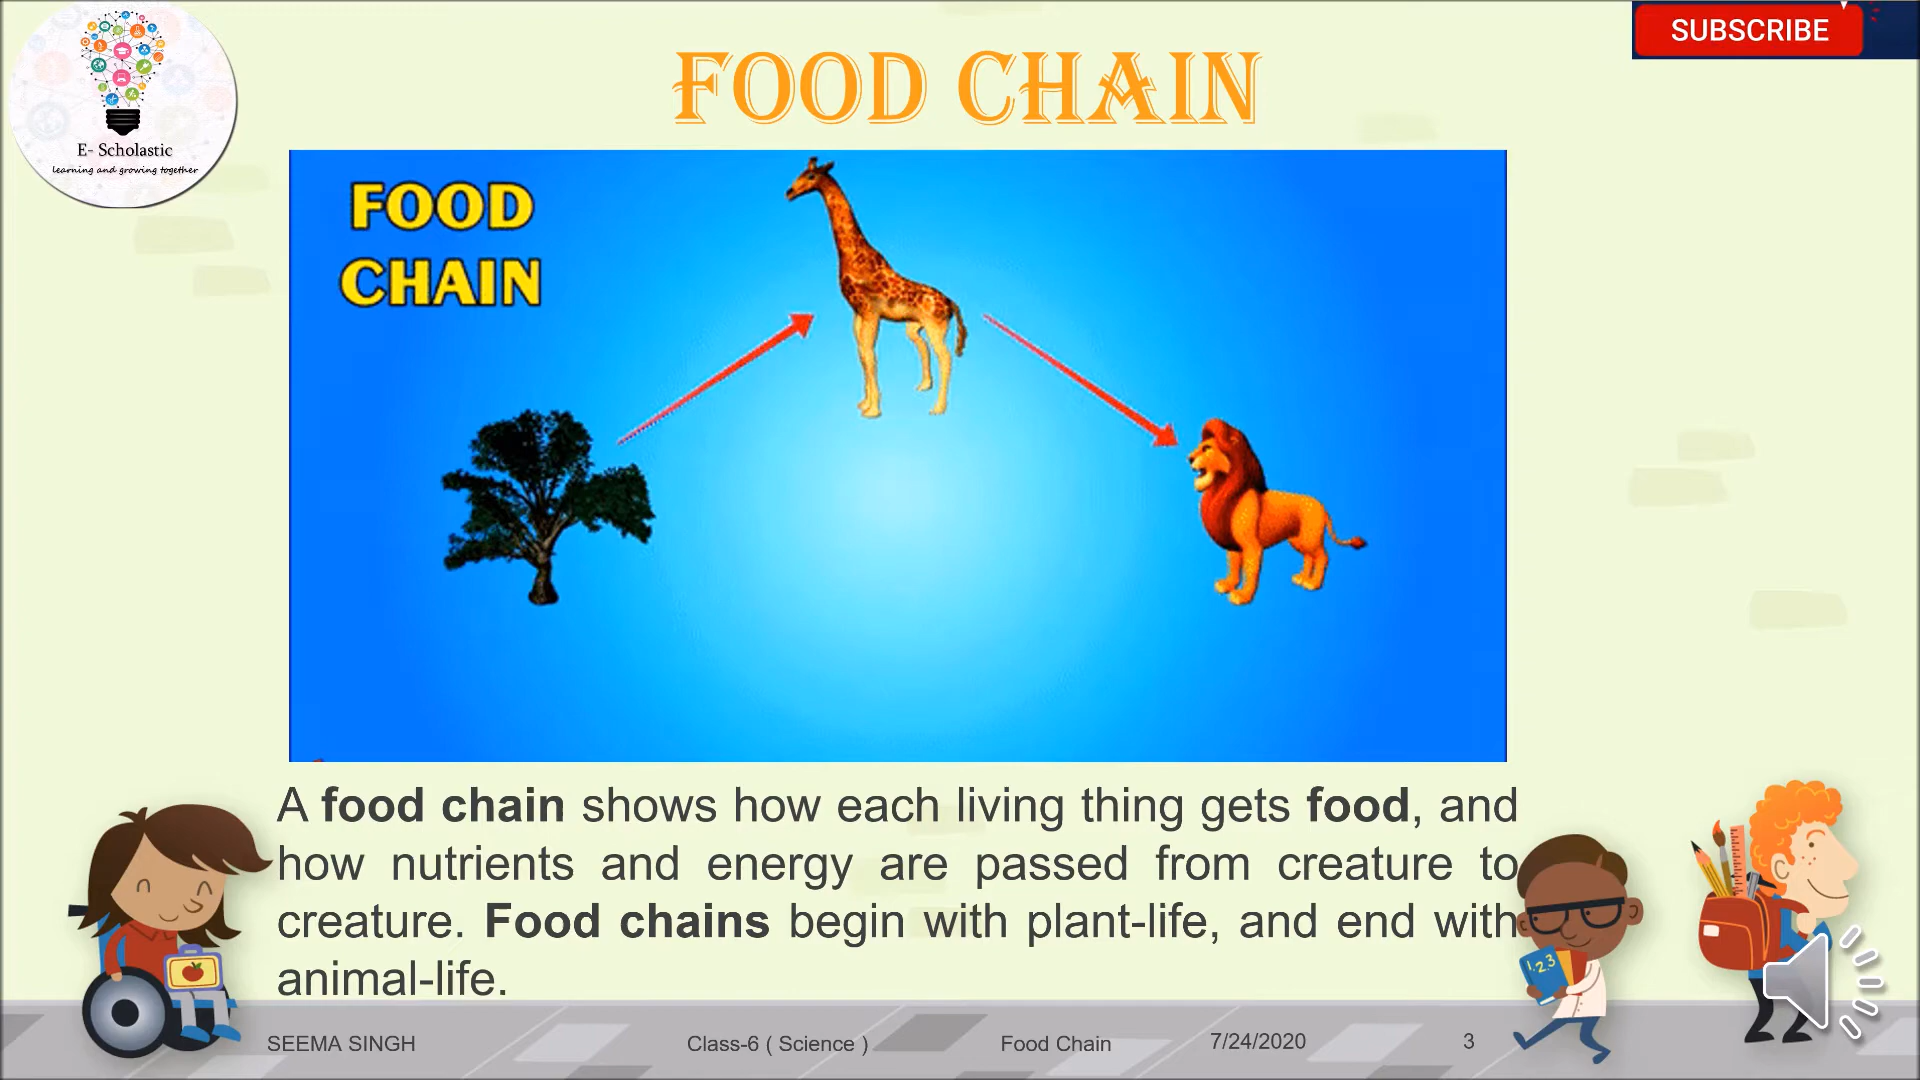 E- Scholastic
learning and growing together
SUBSCRIBE
FOOD CHAIN
FOOD
CHAIN
A food chain shows how each living thing gets food, and
how nutrients and energy are passed from creature to
creature. Food chains begin with plant-life, and end with
animal-life.
1,2,3
SEEMA SINGH
Class-6 ( Science )
Food Chain
7/24/2020
3